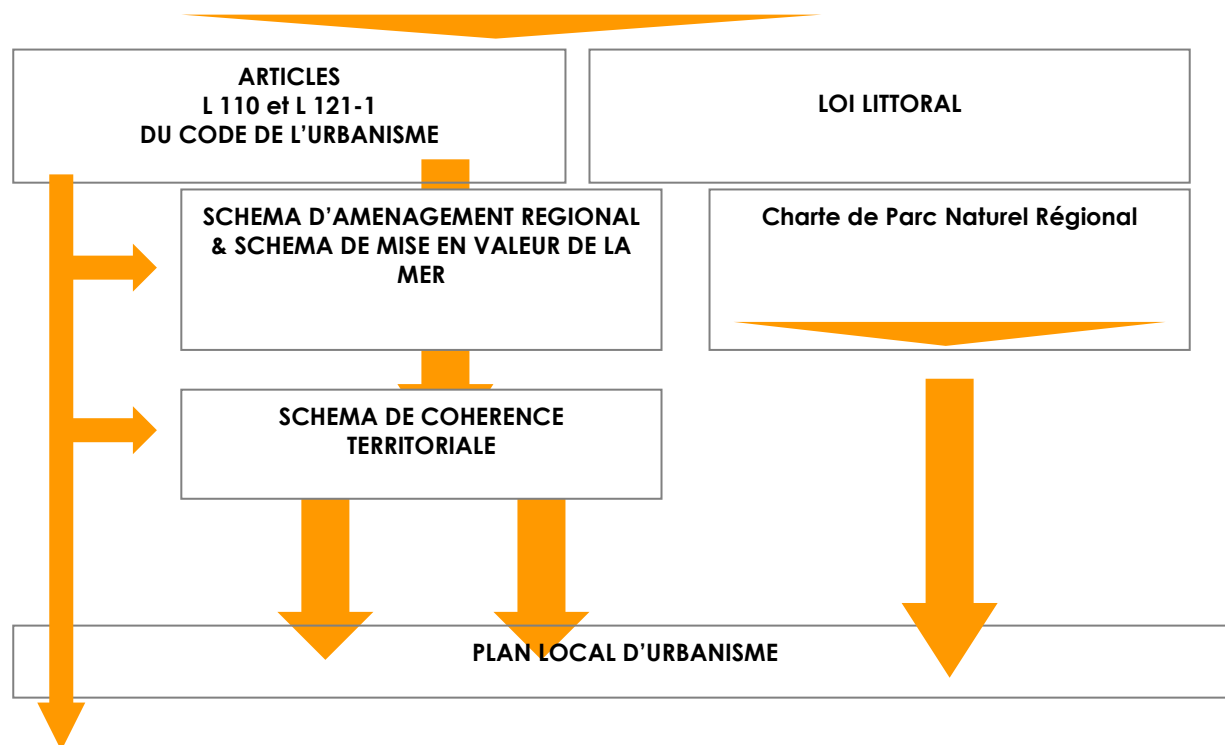 ARTICLES
L 110 et L 121-1
DU CODE DE L’URBANISME
LOI LITTORAL
SCHEMA D’AMENAGEMENT REGIONAL
& SCHEMA DE MISE EN VALEUR DE LA
MER
Charte de Parc Naturel Régional
SCHEMA DE COHERENCE
TERRITORIALE
PLAN LOCAL D’URBANISME